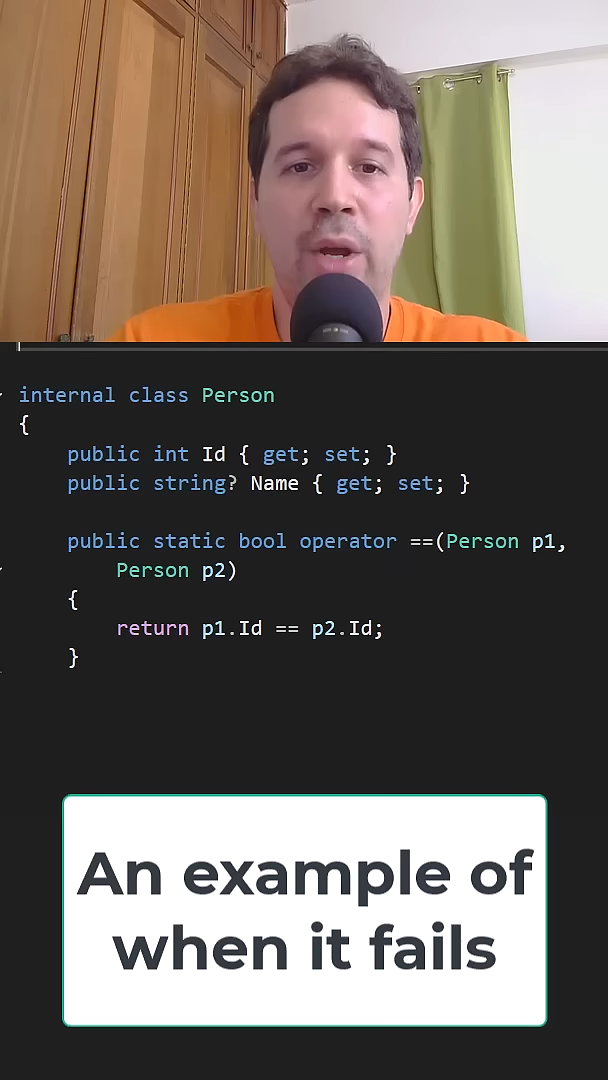 internal class Person
{
public int Id { get; set; }
public string? Name { get; set; }
public static bool operator ==(Person p1,
Person p2)
{
return p1.Id == p2.Id;
}
An example of
when it fails